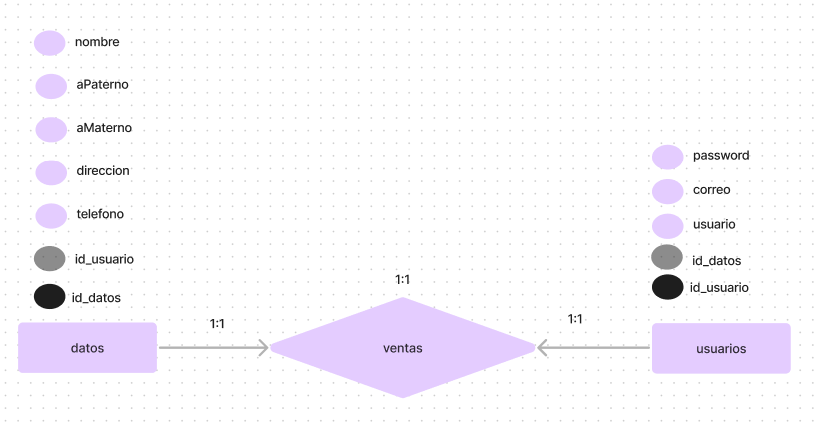 nombre
aPaterno
aMaterno
direccion
telefono
id_usuario
id_datos
password
correo
usuario
id_datos
id_usuario
1:1
1:1
1:1
datos
ventas
usuarios